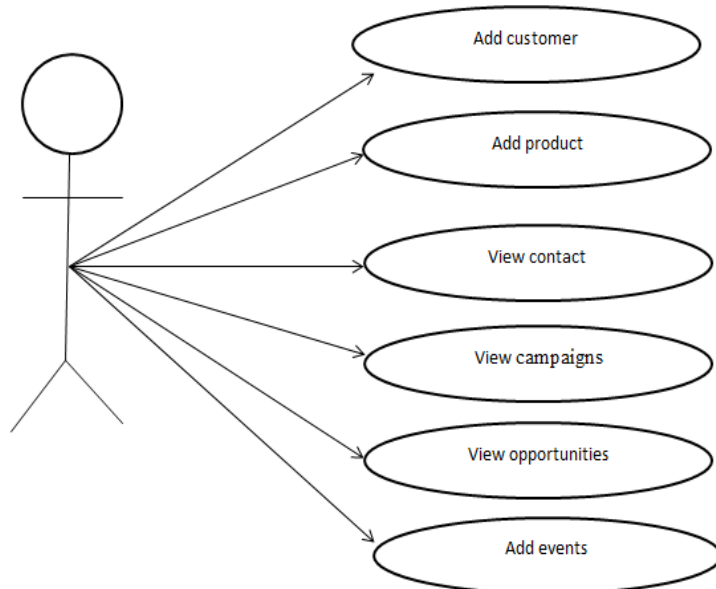 Add customer
Add product
View contact
View campaigns
View opportunities
Add events